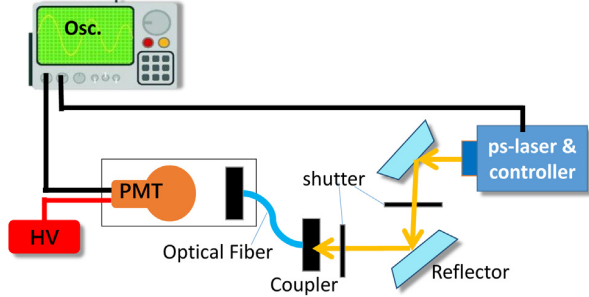 Osc.
ps-laser &
controller
shutter
PMT
HV
Optical Fiber
Coupler
Reflector